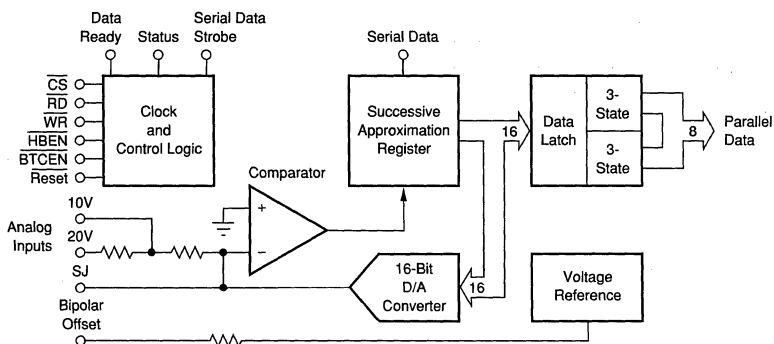 Data
Ready
Status
Serial Data
Strobe
Serial Data
CS
RD
WR
HBEN
BTCEN
Reset
Clock
and
Control Logic
Successive
Approximation
Register
16
Data
Latch
3-
State
3-
State
8
Parallel
Data
Comparator
+
−
Analog
Inputs
10V
20V
SJ
Bipolar
Offset
16-Bit
D/A
Converter
16
Voltage
Reference